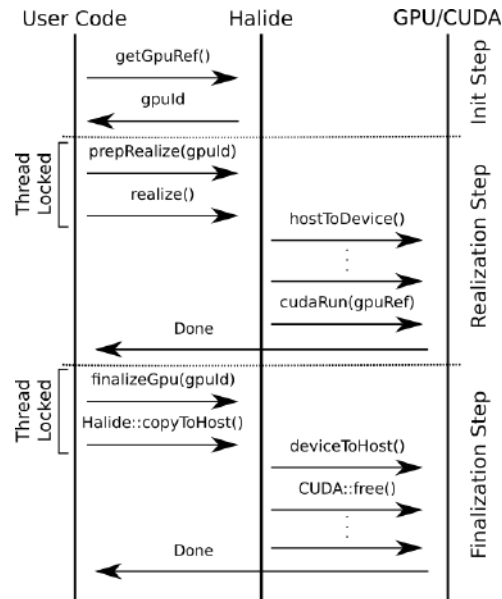 User Code
Halide
GPU/CUDA
getGpuRef()
gpuId
Init Step
Thread
Locked
prepRealize(gpuId)
realize()
hostToDevice()
cudaRun(gpuRef)
Done
Realization Step
Thread
Locked
finalizeGpu(gpuId)
Halide::copyToHost()
deviceToHost()
CUDA::free()
Done
Finalization Step